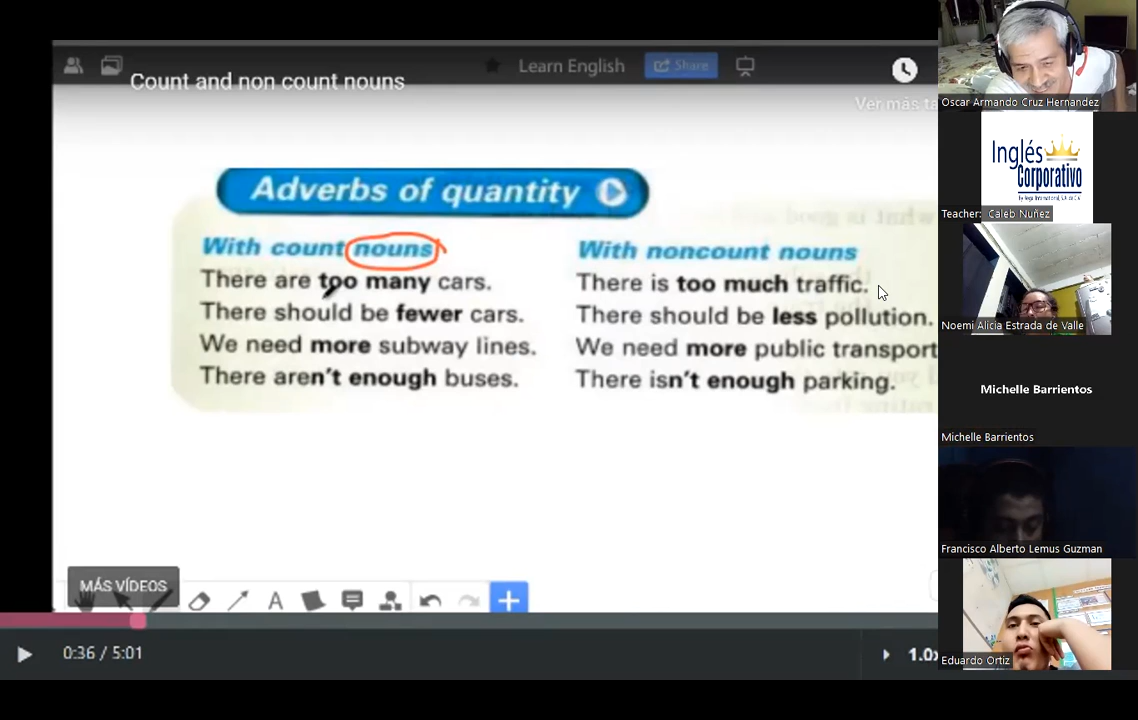 Count and non count nouns
Learn English
Share
Ver más ta
Adverbs of quantity
With count nouns
There are too many cars.
There should be fewer cars.
We need more subway lines.
There aren't enough buses.
With noncount nouns
There is too much traffic.
There should be less pollution.
We need more public transport
There isn't enough parking.
MÁS VÍDEOS
A
0:36 / 5:01
1.0x
Oscar Armando Cruz Hernandez
Inglés
Corporativo
Teacher: Caleb Nuñez
Noemi Alicia Estrada de Valle
Michelle Barrientos
Michelle Barrientos
Francisco Alberto Lemus Guzman
Eduardo Ortiz